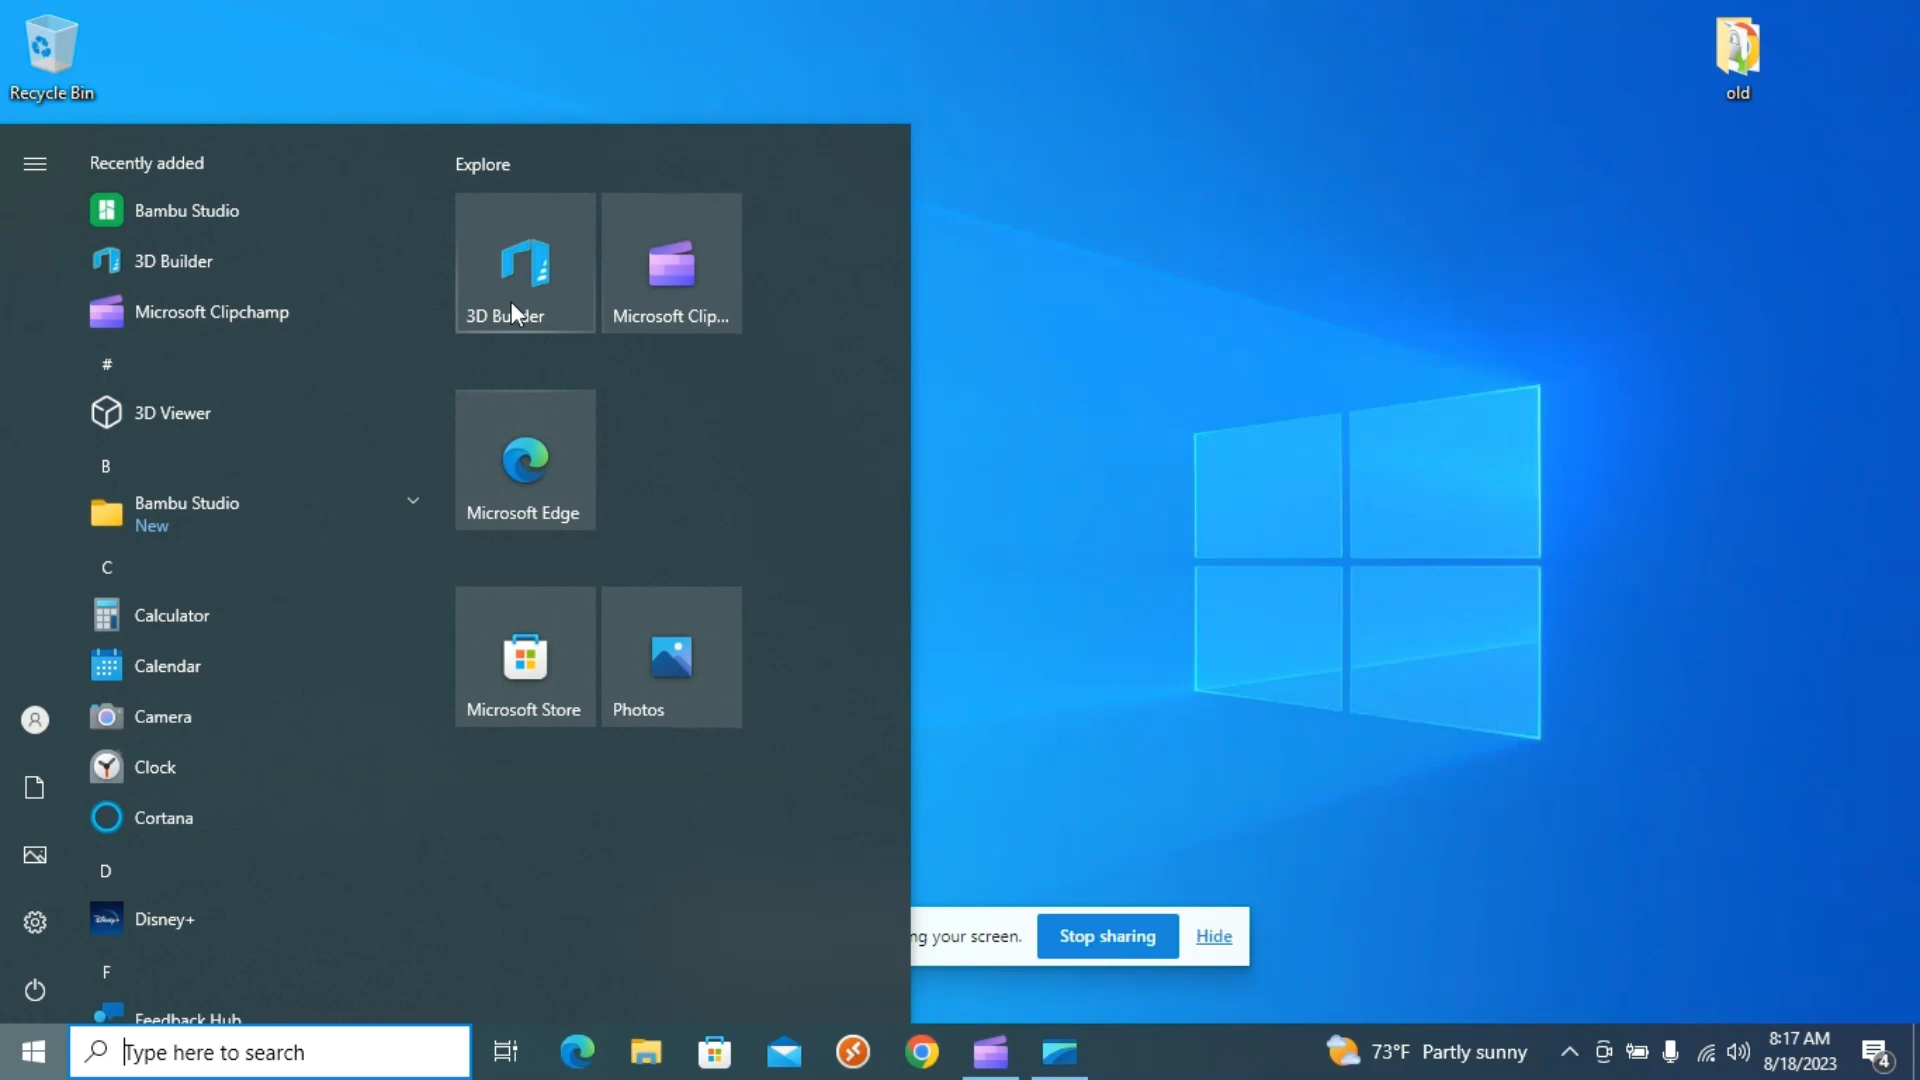 Recycle Bin
old
Recently added
Explore
Bambu Studio
3D Builder
Microsoft Clipchamp
3D Builder
Microsoft Clip...
#
3D Viewer
B
Bambu Studio
New
Microsoft Edge
C
Calculator
Calendar
Camera
Clock
Cortana
Microsoft Store
Photos
D
Disney+
F
Feedback Hub
ng your screen.
Stop sharing
Hide
Type here to search
73°F Partly sunny
8:17 AM
8/18/2023
4